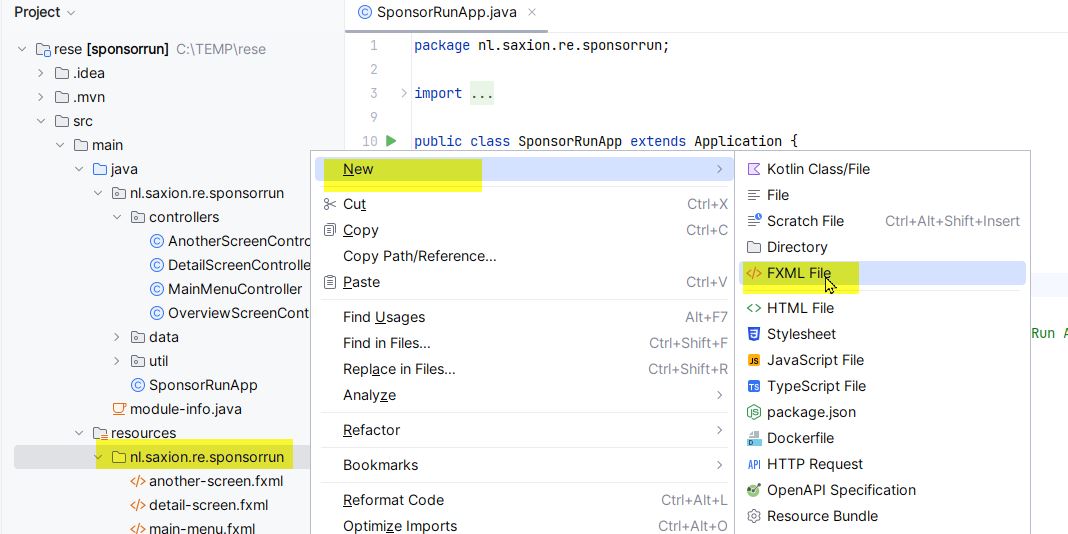 Project
rese [sponsorrun] C:\TEMP\rese
.idea
.mvn
src
main
java
nl.saxion.re.sponsorrun
controllers
AnotherScreenContro
DetailScreenControlle
MainMenuController
OverviewScreenCont
data
util
SponsorRunApp
module-info.java
resources
nl.saxion.re.sponsorrun
another-screen.fxml
detail-screen.fxml
main-menu.fxml
SponsorRunApp.java
1 package nl.saxion.re.sponsorrun;
2
3 import ...
9
10 public class SponsorRunApp extends Application {
Run A
New
Cut Ctrl+X
Copy Ctrl+C
Copy Path/Reference...
Paste Ctrl+V
Find Usages Alt+F7
Find in Files... Ctrl+Shift+F
Replace in Files... Ctrl+Shift+R
Analyze
Refactor
Bookmarks
Reformat Code Ctrl+Alt+L
Optimize Imports Ctrl+Alt+O
Kotlin Class/File
File
Scratch File Ctrl+Alt+Shift+Insert
Directory
FXML File
HTML File
Stylesheet
JS JavaScript File
TS TypeScript File
package.json
Dockerfile
API HTTP Request
OpenAPI Specification
Resource Bundle